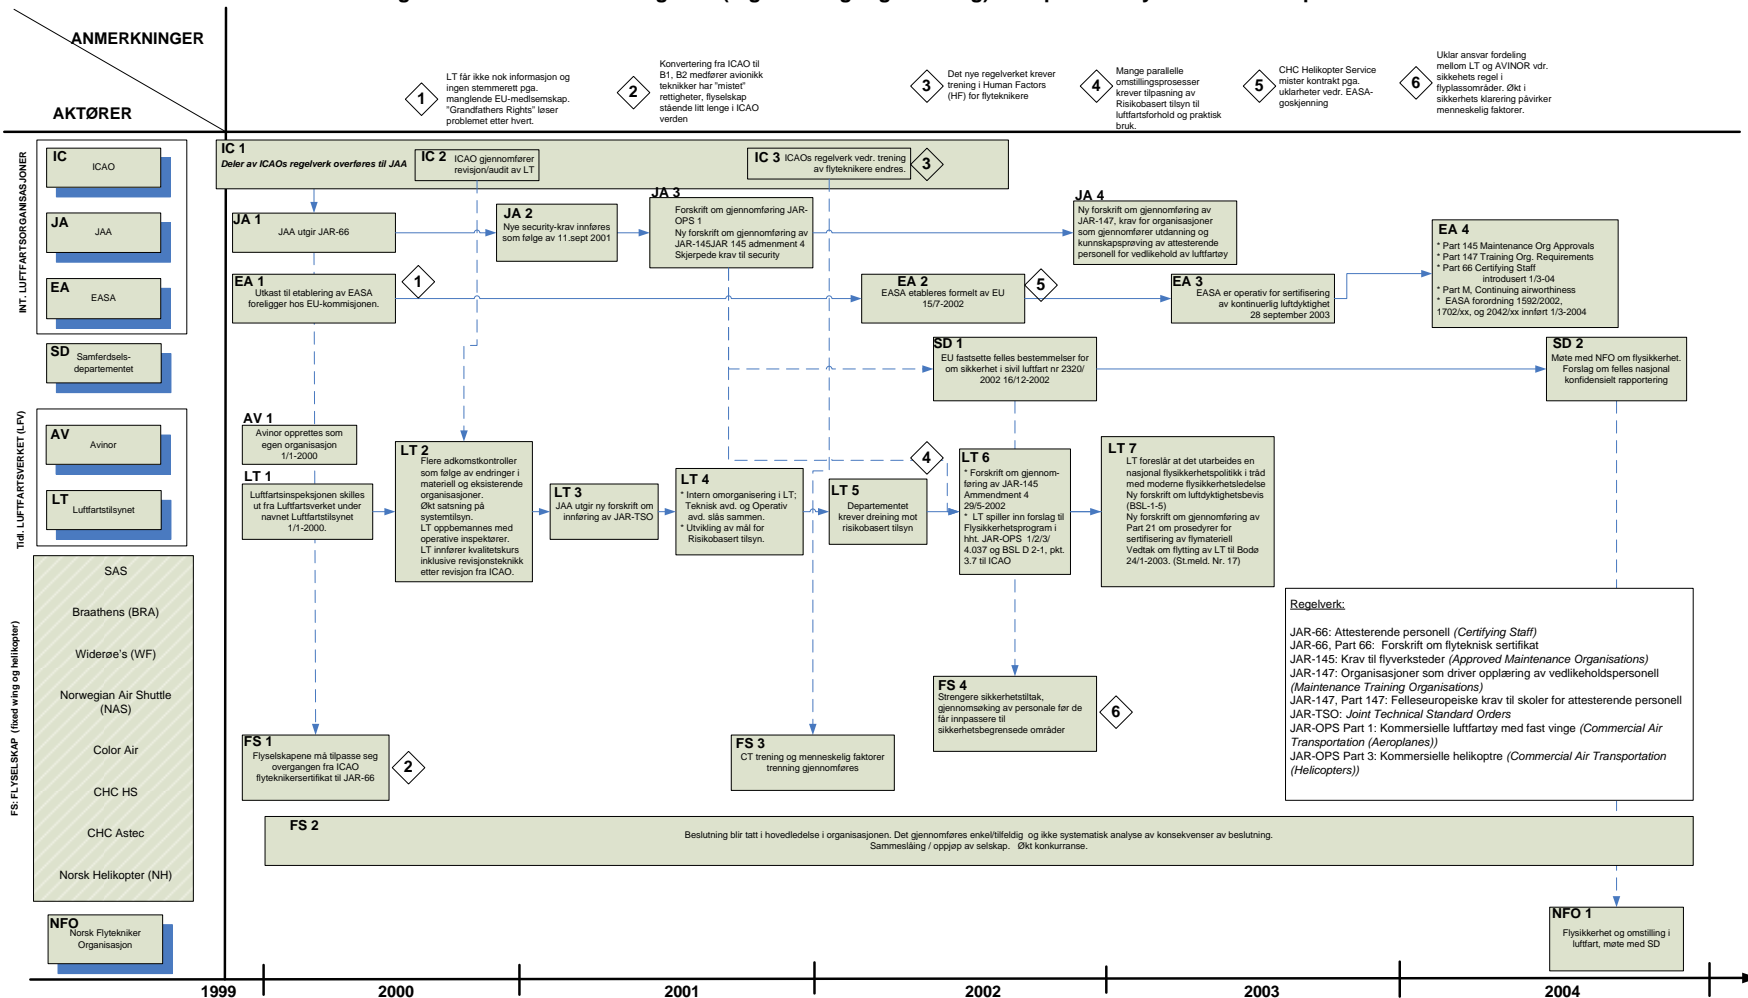 ANMERKNINGER
AKTØRER
1
LT får ikke nok informasjon og
ingen stemmerett pga.
manglende EU-medlsemskap.
"Grandfathers Rights" løser
problemet etter hvert.
2
Konvertering fra ICAO til
B1, B2 medfører avionikk
teknikker har "mistet"
rettigheter, flyselskap
stående litt lenge i ICAO
verden
3
Det nye regelverket krever
trening i Human Factors
(HF) for flyteknikere
4
Mange parallelle
omstillingsprosesser
krever tilpasning av
Risikobasert tilsyn til
luftfartsforhold og praktisk
bruk.
5
CHC Helikopter Service
mister kontrakt pga.
uklarheter vedr. EASA-
goskjenning
6
Uklar ansvar fordeling
mellom LT og AVINOR vdr.
sikkehets regel i
flyplassområder. Økt i
sikkerhets klarering påvirker
menneskelig faktorer.
INT. LUFTFARTSORGANISASJONER
IC
ICAO
JA
JAA
EA
EASA
SD
Samferdsels-
departementet
Tidl. LUFTFARTSVERKET (LFV)
AV
Avinor
LT
Luftfartstilsynet
FS: FLYSELSKAP (fixed wing og helikopter)
SAS
Braathens (BRA)
Widerøe's (WF)
Norwegian Air Shuttle
(NAS)
Color Air
CHC HS
CHC Astec
Norsk Helikopter (NH)
NFO
Norsk Flytekniker
Organisasjon
IC 1
Deler av ICAOs regelverk overføres til JAA
IC 2
ICAO gjennomfører
revisjon/audit av LT
IC 3
ICAOs regelverk vedr. trening
av flyteknikere endres.
3
JA 1
JAA utgir JAR-66
JA 2
Nye security-krav innføres
som følge av 11.sept 2001
JA 3
Forskrift om gjennomføring JAR-
OPS 1
Ny forskrift om gjennomføring av
JAR-145JAR 145 admenment 4
Skjerpede krav til security
JA 4
Ny forskrift om gjennomføring av
JAR-147, krav for organisasjoner
som gjennomfører utdanning og
kunnskapsprøving av attesterende
personell for vedlikehold av luftfartøy
EA 1
Utkast til etablering av EASA
foreligger hos EU-kommisjonen.
1
EA 2
EASA etableres formelt av EU
15/7-2002
5
EA 3
EASA er operativ for sertifisering
av kontinuerlig luftdyktighet
28 september 2003
EA 4
* Part 145 Maintenance Org Approvals
* Part 147 Training Org. Requirements
* Part 66 Certifying Staff
introdusert 1/3-04
* Part M, Continuing airworthiness
* EASA forordning 1592/2002,
1702/xx, og 2042/xx innført 1/3-2004
SD 1
EU fastsette felles bestemmelser for
om sikkerhet i sivil luftfart nr 2320/
2002 16/12-2002
SD 2
Møte med NFO om flysikkerhet.
Forslag om felles nasjonal
konfidensielt rapportering
AV 1
Avinor opprettes som
egen organisasjon
1/1-2000
LT 1
Luftfartsinspeksjonen skilles
ut fra Luftfartsverket under
navnet Luftfartstilsynet
1/1-2000.
LT 2
Flere adkomstkontroller
som følge av endringer i
materiell og eksisterende
organisasjoner.
Økt satsning på
systemtilsyn.
LT oppbemannes med
operative inspektører.
LT innfører kvalitetskurs
inklusive revisjonsteknikk
etter revisjon fra ICAO.
LT 3
JAA utgir ny forskrift om
innføring av JAR-TSO
LT 4
* Intern omorganisering i LT;
Teknisk avd. og Operativ
avd. slås sammen.
* Utvikling av mål for
Risikobasert tilsyn.
LT 5
Departementet
krever dreining mot
risikobasert tilsyn
4
LT 6
* Forskrift om gjennom-
føring av JAR-145
Ammendment 4
29/5-2002
* LT spiller inn forslag til
Flysikkerhetsprogram i
hht. JAR-OPS 1/2/3/
4.037 og BSL D 2-1, pkt.
3.7 til ICAO
LT 7
LT foreslår at det utarbeides en
nasjonal flysikkerhetspolitikk i tråd
med moderne flysikkerhetsledelse
Ny forskrift om luftdyktighetsbevis
(BSL-1-5)
Ny forskrift om gjennomføring av
Part 21 om prosedyrer for
sertifisering av flymateriell
Vedtak om flytting av LT til Bodø
24/1-2003. (St.meld. Nr. 17)
FS 1
Flyselskapene må tilpasse seg
overgangen fra ICAO
flyteknikersertifikat til JAR-66
2
FS 3
CT trening og menneskelig faktorer
trenning gjennomføres
FS 4
Strengere sikkerhetstiltak,
gjennomsøking av personale før de
får innpassere til
sikkerhetsbegrensede områder
6
Regelverk:
JAR-66: Attesterende personell (Certifying Staff)
JAR-66, Part 66: Forskrift om flyteknisk sertifikat
JAR-145: Krav til flyverksteder (Approved Maintenance Organisations)
JAR-147: Organisasjoner som driver opplæring av vedlikeholdspersonell
(Maintenance Training Organisations)
JAR-147, Part 147: Felleseuropeiske krav til skoler for attesterende personell
JAR-TSO: Joint Technical Standard Orders
JAR-OPS Part 1: Kommersielle luftfartøy med fast vinge (Commercial Air
Transportation (Aeroplanes))
JAR-OPS Part 3: Kommersielle helikoptre (Commercial Air Transportation
(Helicopters))
FS 2
Beslutning blir tatt i hovedledelse i organisasjonen. Det gjennomføres enkel/tilfeldig og ikke systematisk analyse av konsekvenser av beslutning.
Sammeslåing / oppjøp av selskap. Økt konkurranse.
NFO 1
Flysikkerhet og omstilling i
luftfart, møte med SD
1999
2000
2001
2002
2003
2004